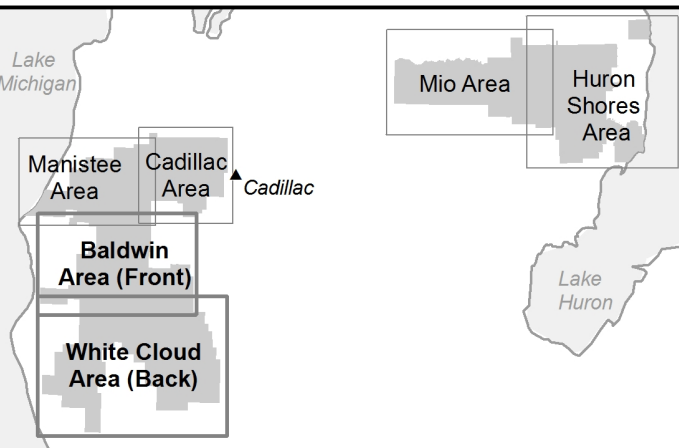 Lake
Michigan
Mio Area
Huron
Shores
Area
Manistee
Area
Cadillac
Area
Cadillac
Baldwin
Area (Front)
Lake
Huron
White Cloud
Area (Back)